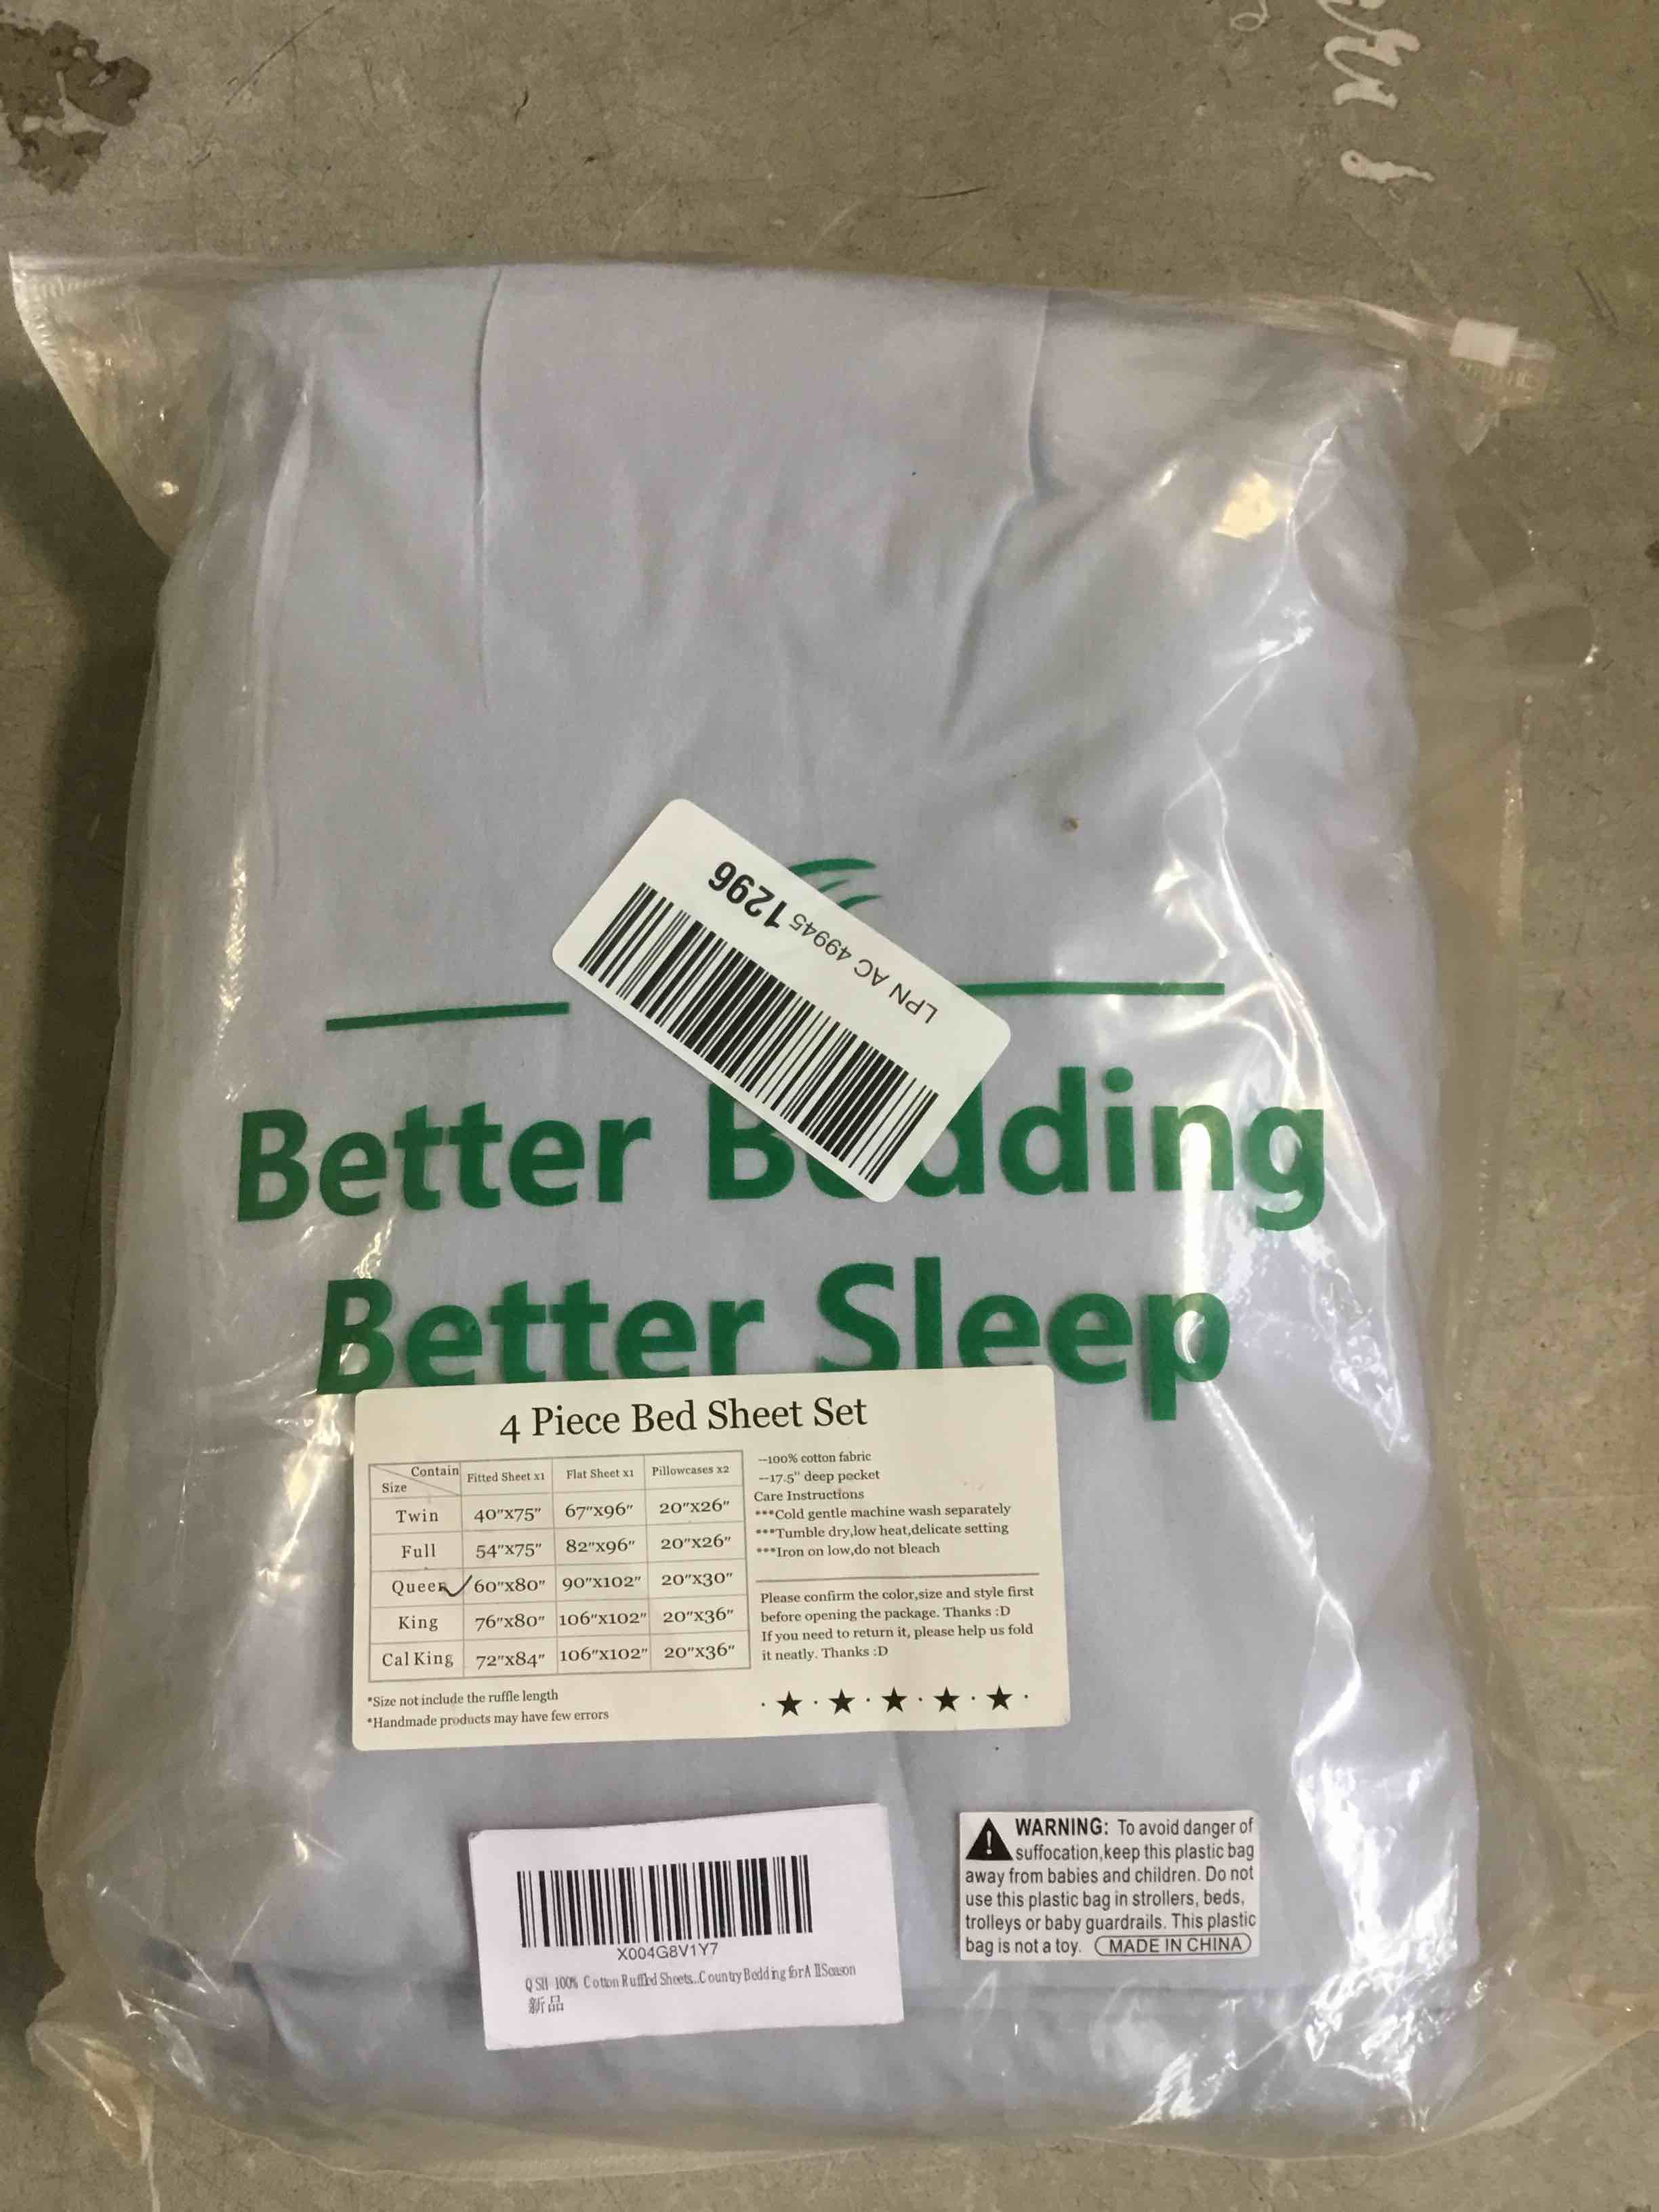 LPN AC 499451296
Better Bedding
Better Sleep
4 Piece Bed Sheet Set
Contain Fitted Sheet x1 Flat Sheet x1 Pillowcases x2
Size
Twin 40"x75" 67"x96" 20"x26"
Full 54"x75" 82"x96" 20"x26"
Queen 60"x80" 90"x102" 20"x30"
King 76"x80" 106"x102" 20"x36"
Cal King 72"x84" 106"x102" 20"x36"
*Size not include the ruffle length
*Handmade products may have few errors
--100% cotton fabric
--17.5" deep pocket
Care Instructions
***Cold gentle machine wash separately
***Tumble dry,low heat,delicate setting
***Iron on low,do not bleach
Please confirm the color,size and style first
before opening the package. Thanks :D
If you need to return it, please help us fold
it neatly. Thanks :D
X004G8V1Y7
QSH 100% Cotton Ruffled Sheets...Country Bedding for All Season
新品
WARNING: To avoid danger of
suffocation,keep this plastic bag
away from babies and children. Do not
use this plastic bag in strollers, beds,
trolleys or baby guardrails. This plastic
bag is not a toy. MADE IN CHINA